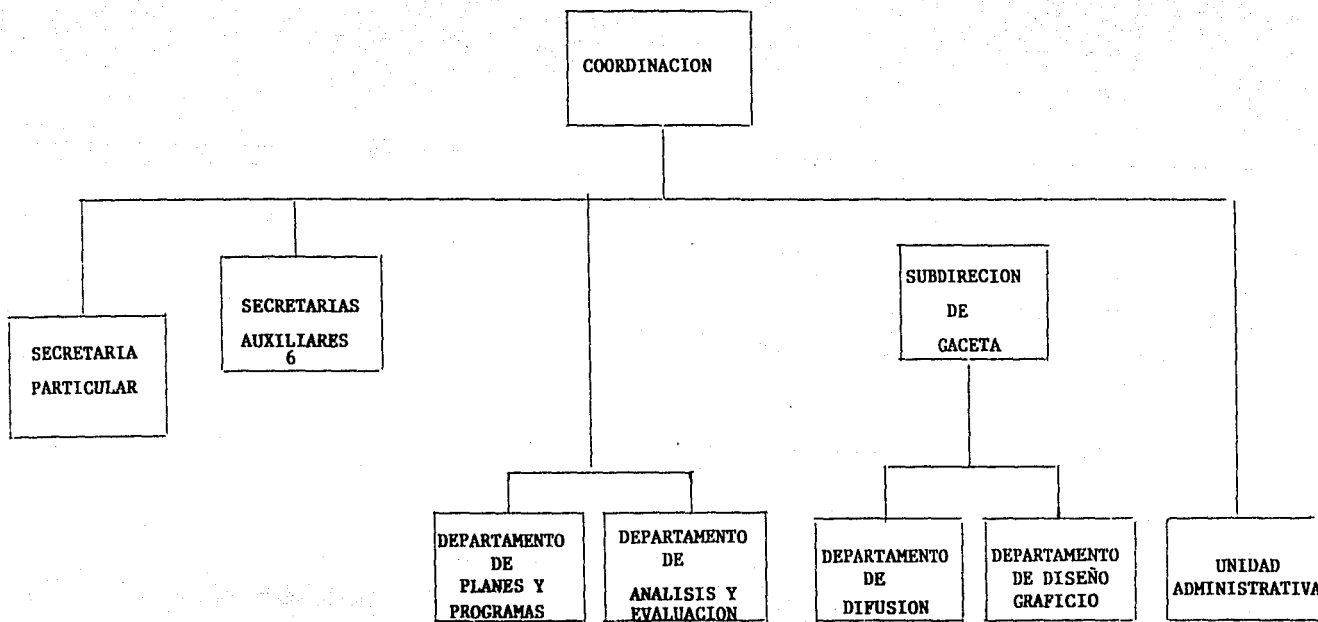 COORDINACION
SECRETARIA
PARTICULAR
SECRETARIAS
AUXILIARES
6
SUBDIRECION
DE
GACETA
DEPARTAMENTO
DE
PLANES Y
PROGRAMAS
DEPARTAMENTO
DE
ANALISIS Y
EVALUACION
DEPARTAMENTO
DE
DIFUSION
DEPARTAMENTO
DE DISEÑO
GRAFICIO
UNIDAD
ADMINISTRATIVA